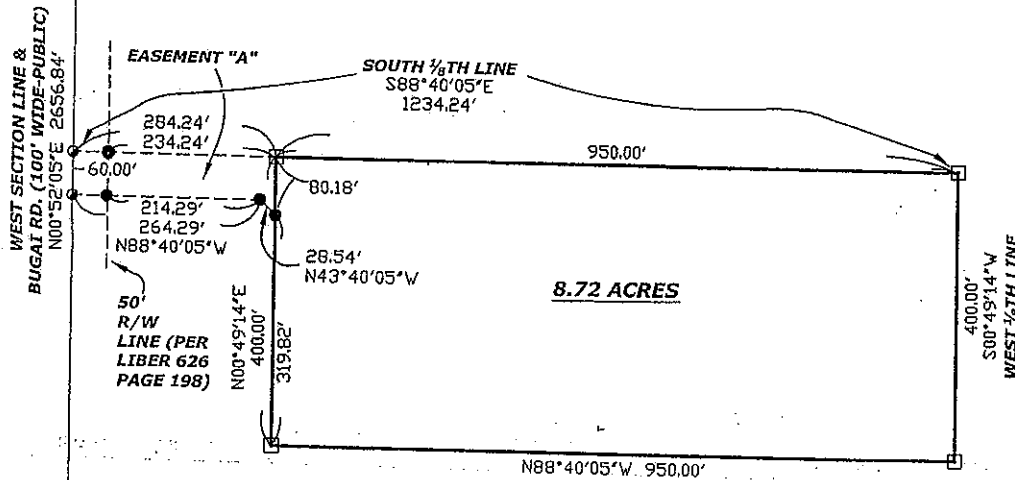 WEST SECTION LINE &
BUGAI RD. (100' WIDE-PUBLIC)
N00°52'05"E 2656.84'
EASEMENT "A"
SOUTH ⅛TH LINE
S88°40'05"E
1234.24'
284.24'
234.24'
950.00'
60.00'
80.18'
214.29'
264.29'
N88°40'05"W
28.54'
N43°40'05"W
50'
R/W
LINE (PER
LIBER 626
PAGE 198)
N00°49'14"E
400.00'
319.82'
8.72 ACRES
400.00'
S00°49'14"W
WEST ⅛TH LINE
N88°40'05"W 950.00'